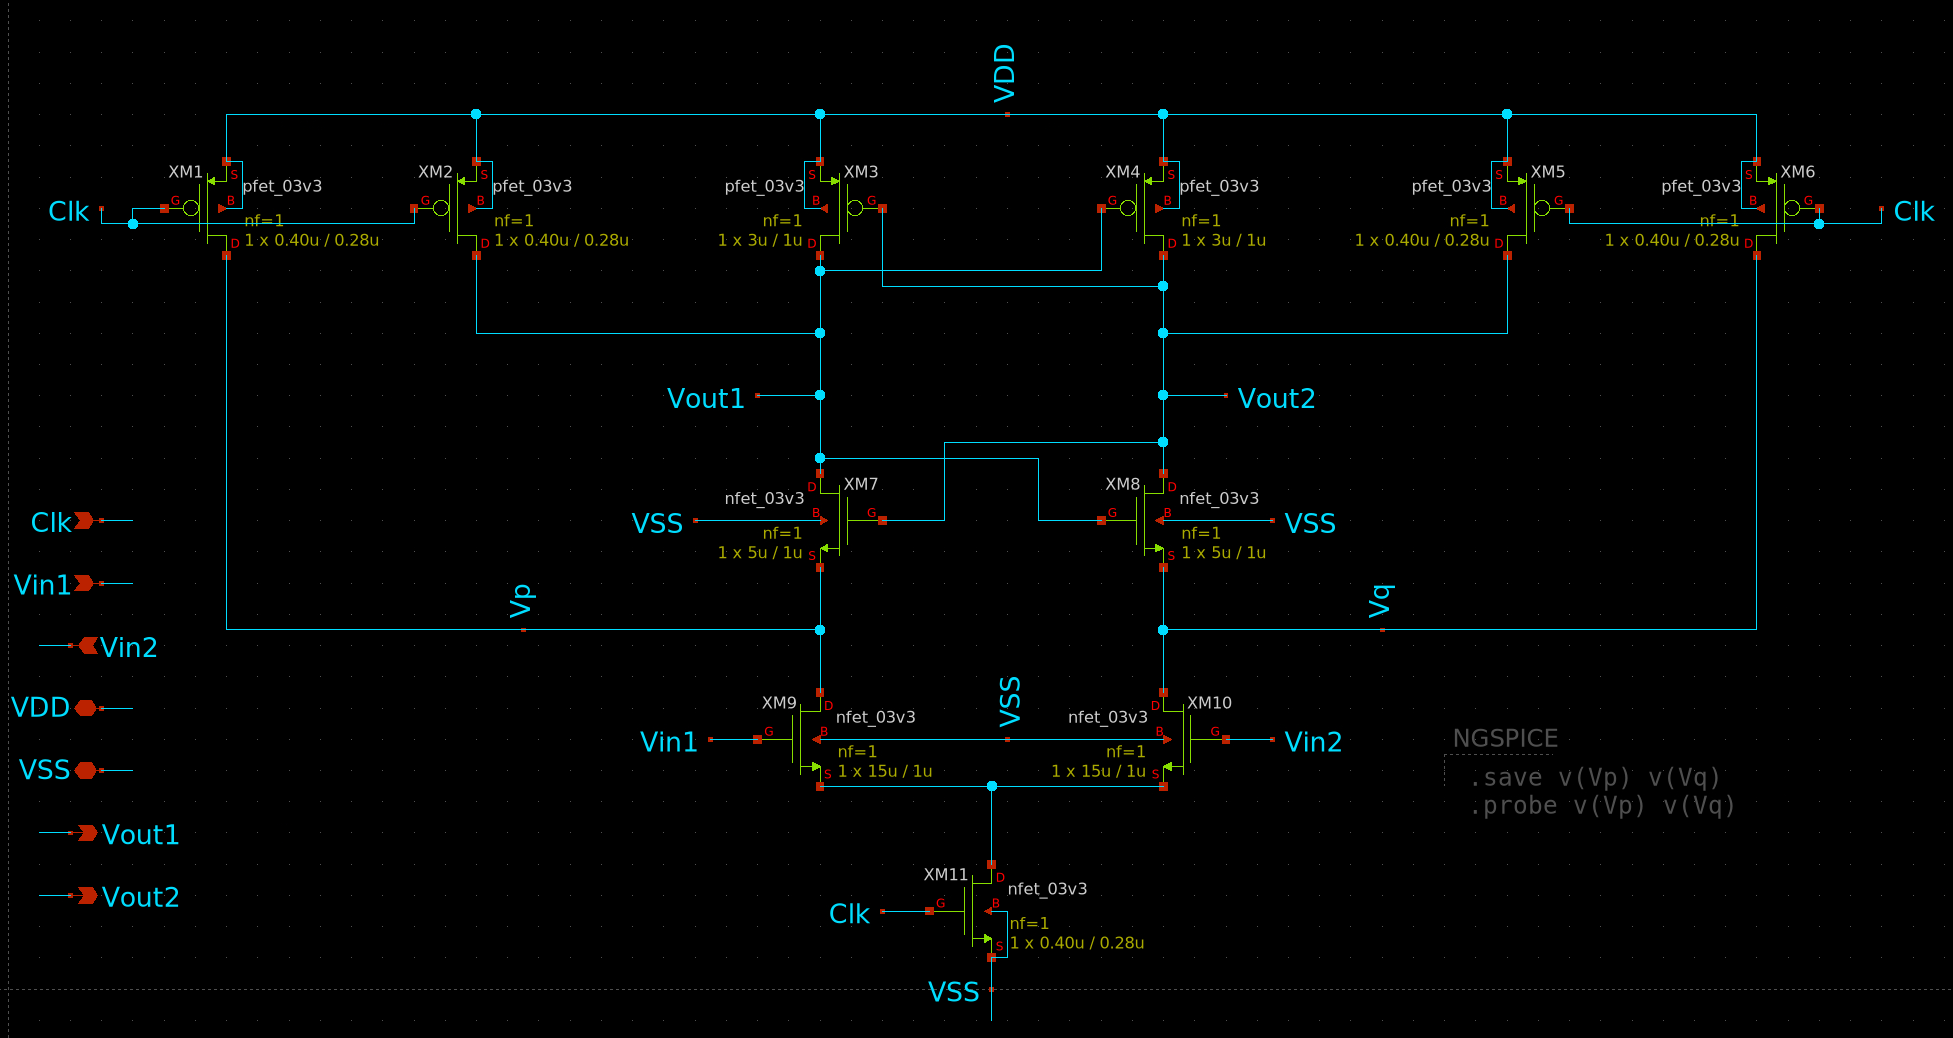 VDD
XM1
S
pfet_03v3
G
B
nf=1
D
1 x 0.40u / 0.28u
XM2
S
pfet_03v3
G
B
nf=1
D
1 x 0.40u / 0.28u
XM3
S
pfet_03v3
B
G
nf=1
1 x 3u / 1u
D
XM4
S
pfet_03v3
G
B
nf=1
D
1 x 3u / 1u
XM5
S
pfet_03v3
B
G
nf=1
1 x 0.40u / 0.28u
D
XM6
S
pfet_03v3
B
G
nf=1
1 x 0.40u / 0.28u
D
Clk
Clk
Vout1
Vout2
XM7
D
nfet_03v3
VSS
B
G
nf=1
1 x 5u / 1u
S
XM8
D
nfet_03v3
G
B
VSS
nf=1
1 x 5u / 1u
S
Clk
Vin1
Vin2
VDD
VSS
Vout1
Vout2
Vp
Vq
VSS
XM9
D
nfet_03v3
Vin1
G
B
nf=1
S
1 x 15u / 1u
XM10
D
nfet_03v3
B
G
Vin2
nf=1
1 x 15u / 1u
S
NGSPICE
.save v(Vp) v(Vq)
.probe v(Vp) v(Vq)
XM11
D
nfet_03v3
Clk
G
B
nf=1
S
1 x 0.40u / 0.28u
VSS